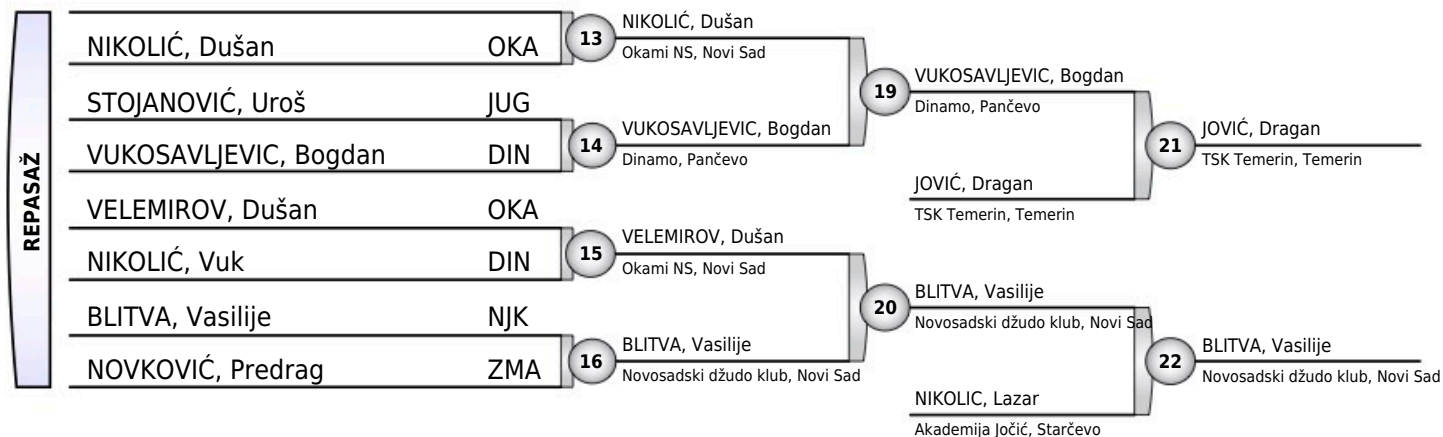 REPASAŽ
NIKOLIĆ, Dušan OKA
STOJANOVIĆ, Uroš JUG
VUKOSAVLJEVIC, Bogdan DIN
VELEMIROV, Dušan OKA
NIKOLIĆ, Vuk DIN
BLITVA, Vasilije NJK
NOVKOVIĆ, Predrag ZMA
13
NIKOLIĆ, Dušan
Okami NS, Novi Sad
14
VUKOSAVLJEVIC, Bogdan
Dinamo, Pančevo
15
VELEMIROV, Dušan
Okami NS, Novi Sad
16
BLITVA, Vasilije
Novosadski džudo klub, Novi Sad
19
VUKOSAVLJEVIC, Bogdan
Dinamo, Pančevo
JOVIĆ, Dragan
TSK Temerin, Temerin
20
BLITVA, Vasilije
Novosadski džudo klub, Novi Sad
NIKOLIC, Lazar
Akademija Jočić, Starčevo
21
JOVIĆ, Dragan
TSK Temerin, Temerin
22
BLITVA, Vasilije
Novosadski džudo klub, Novi Sad